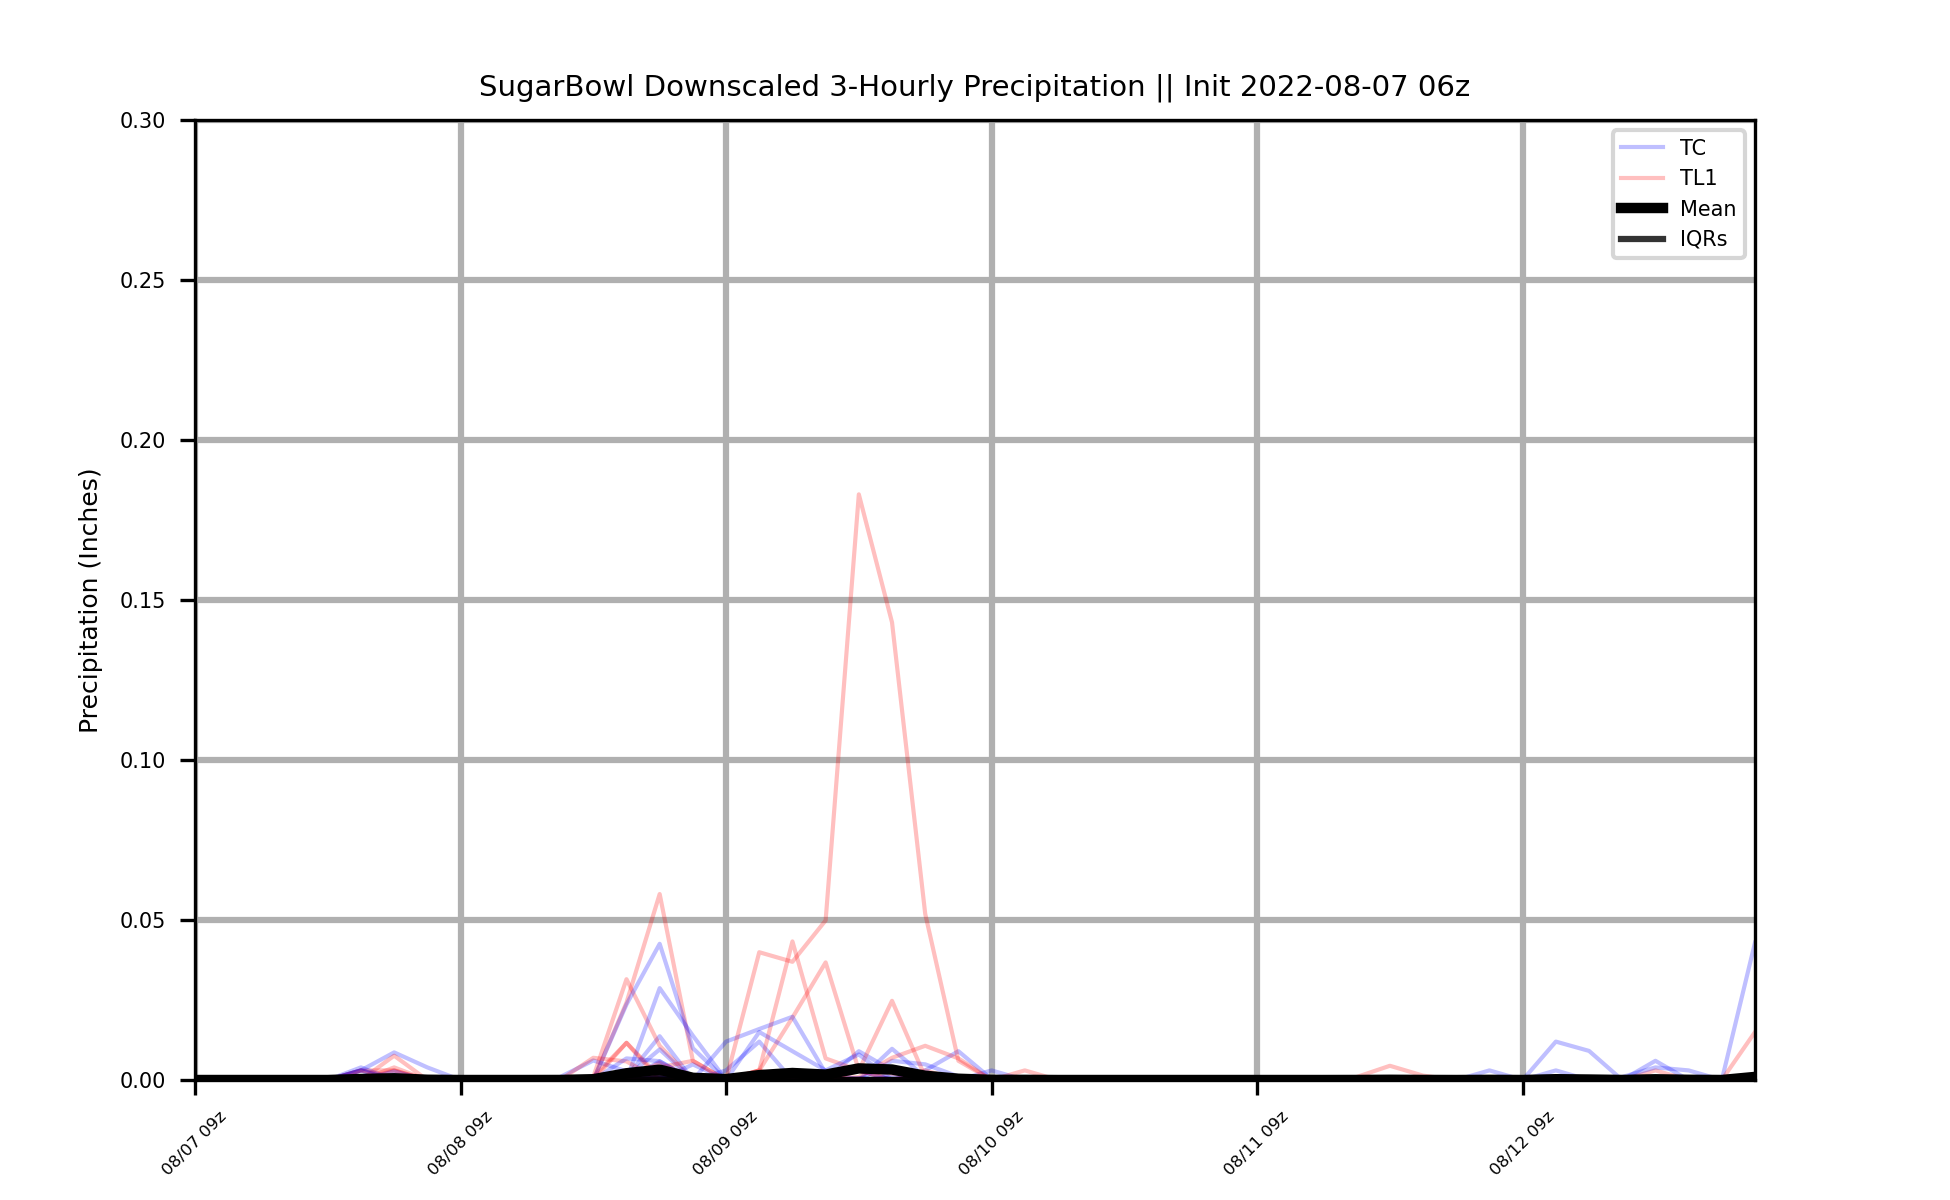 SugarBowl Downscaled 3-Hourly Precipitation || Init 2022-08-07 06z
Precipitation (Inches)
0.30
0.25
0.20
0.15
0.10
0.05
0.00
TC
TL1
Mean
IQRs
08/07 09z
08/08 09z
08/09 09z
08/10 09z
08/11 09z
08/12 09z